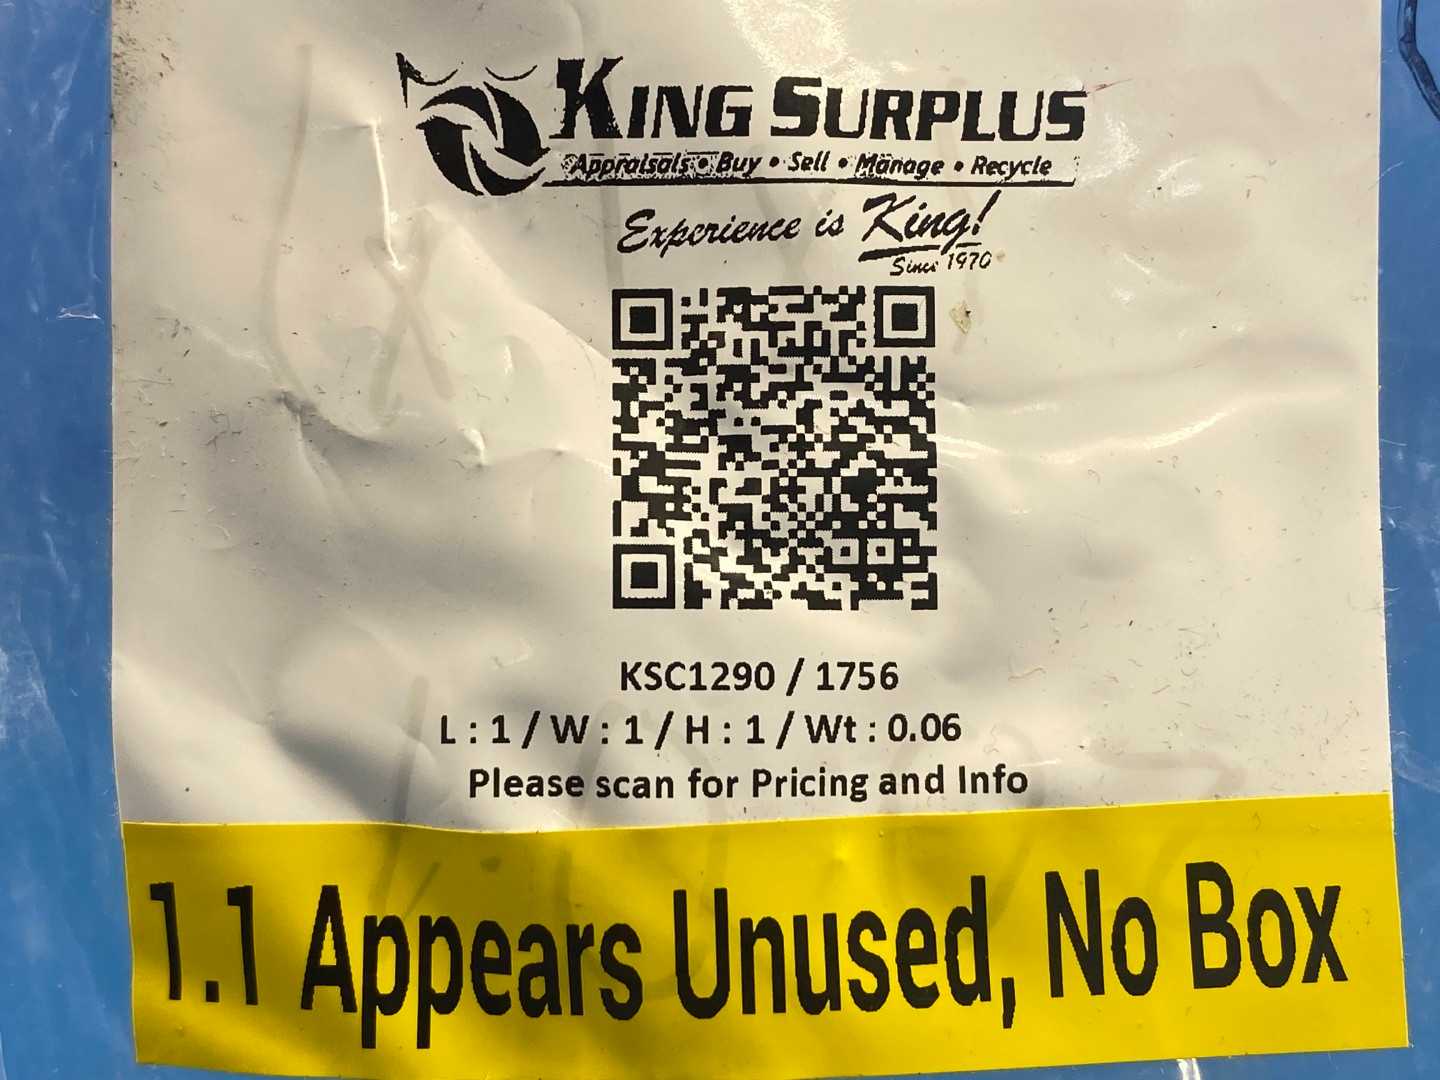 KING SURPLUS
Appraisals • Buy • Sell • Manage • Recycle
Experience is King!
Since 1970
KSC1290 / 1756
L : 1 / W : 1 / H : 1 / Wt : 0.06
Please scan for Pricing and Info
1.1 Appears Unused, No Box